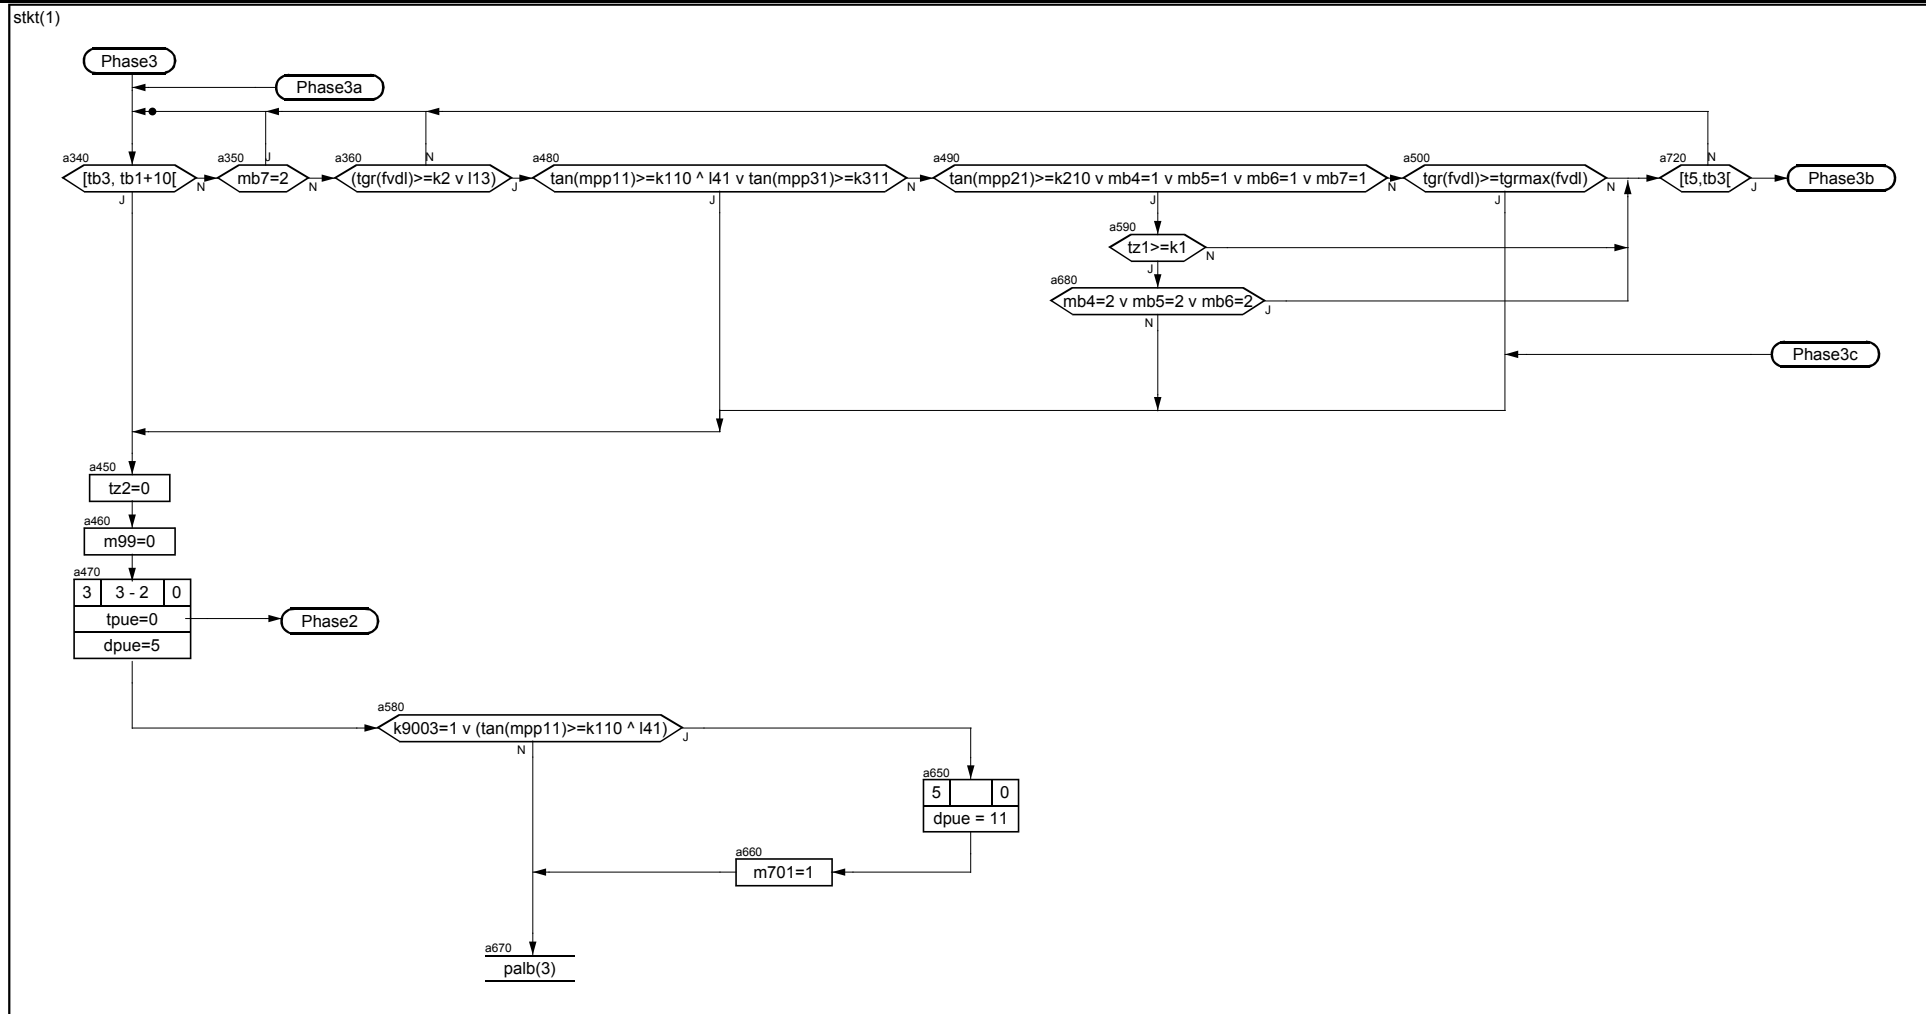 stkt(1)
Phase3
Phase3a
a340
[tb3, tb1+10[
N
J
a350
J
mb7=2
N
a360
N
(tgr(fvdl)>=k2 v l13)
J
a480
tan(mpp11)>=k110 ^ l41 v tan(mpp31)>=k311
N
J
a490
tan(mpp21)>=k210 v mb4=1 v mb5=1 v mb6=1 v mb7=1
N
J
a500
tgr(fvdl)>=tgrmax(fvdl)
N
J
a720
N
[t5,tb3[
J
Phase3b
a590
tz1>=k1
N
J
a680
mb4=2 v mb5=2 v mb6=2
J
N
Phase3c
a450
tz2=0
a460
m99=0
a470
3 3 - 2 0
tpue=0
Phase2
dpue=5
a580
k9003=1 v (tan(mpp11)>=k110 ^ l41)
J
N
a650
5 0
dpue = 11
a660
m701=1
a670
palb(3)